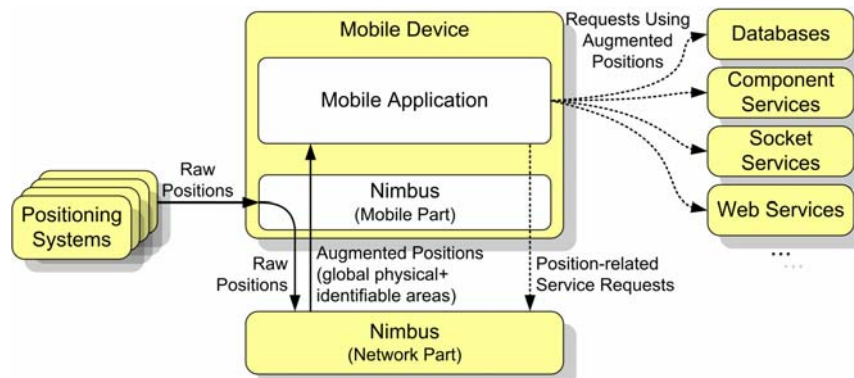 Mobile Device
Mobile Application
Nimbus
(Mobile Part)
Requests Using
Augmented
Positions
Databases
Component
Services
Socket
Services
Web Services
...
...
Raw
Positions
Positioning
Systems
Raw
Positions
Augmented Positions
(global physical+
identifiable areas)
Position-related
Service Requests
Nimbus
(Network Part)